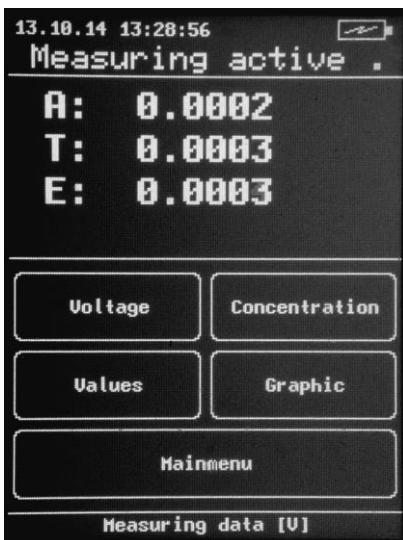 13.10.14 13:28:56
Measuring active .
A: 0.0002
T: 0.0003
E: 0.0003
Voltage Concentration
Values Graphic
Mainmenu
Measuring data [V]